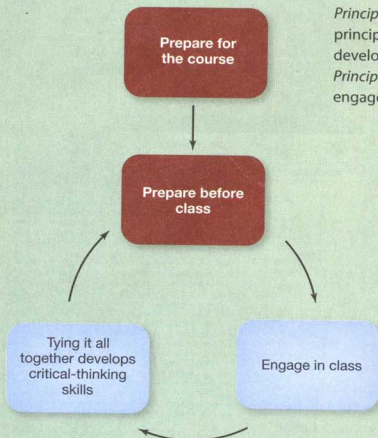 Prepare for
the course
Princip
princip
develo
Princip
engage
Prepare before
class
Engage in class
Tying it all
together develops
critical-thinking
skills